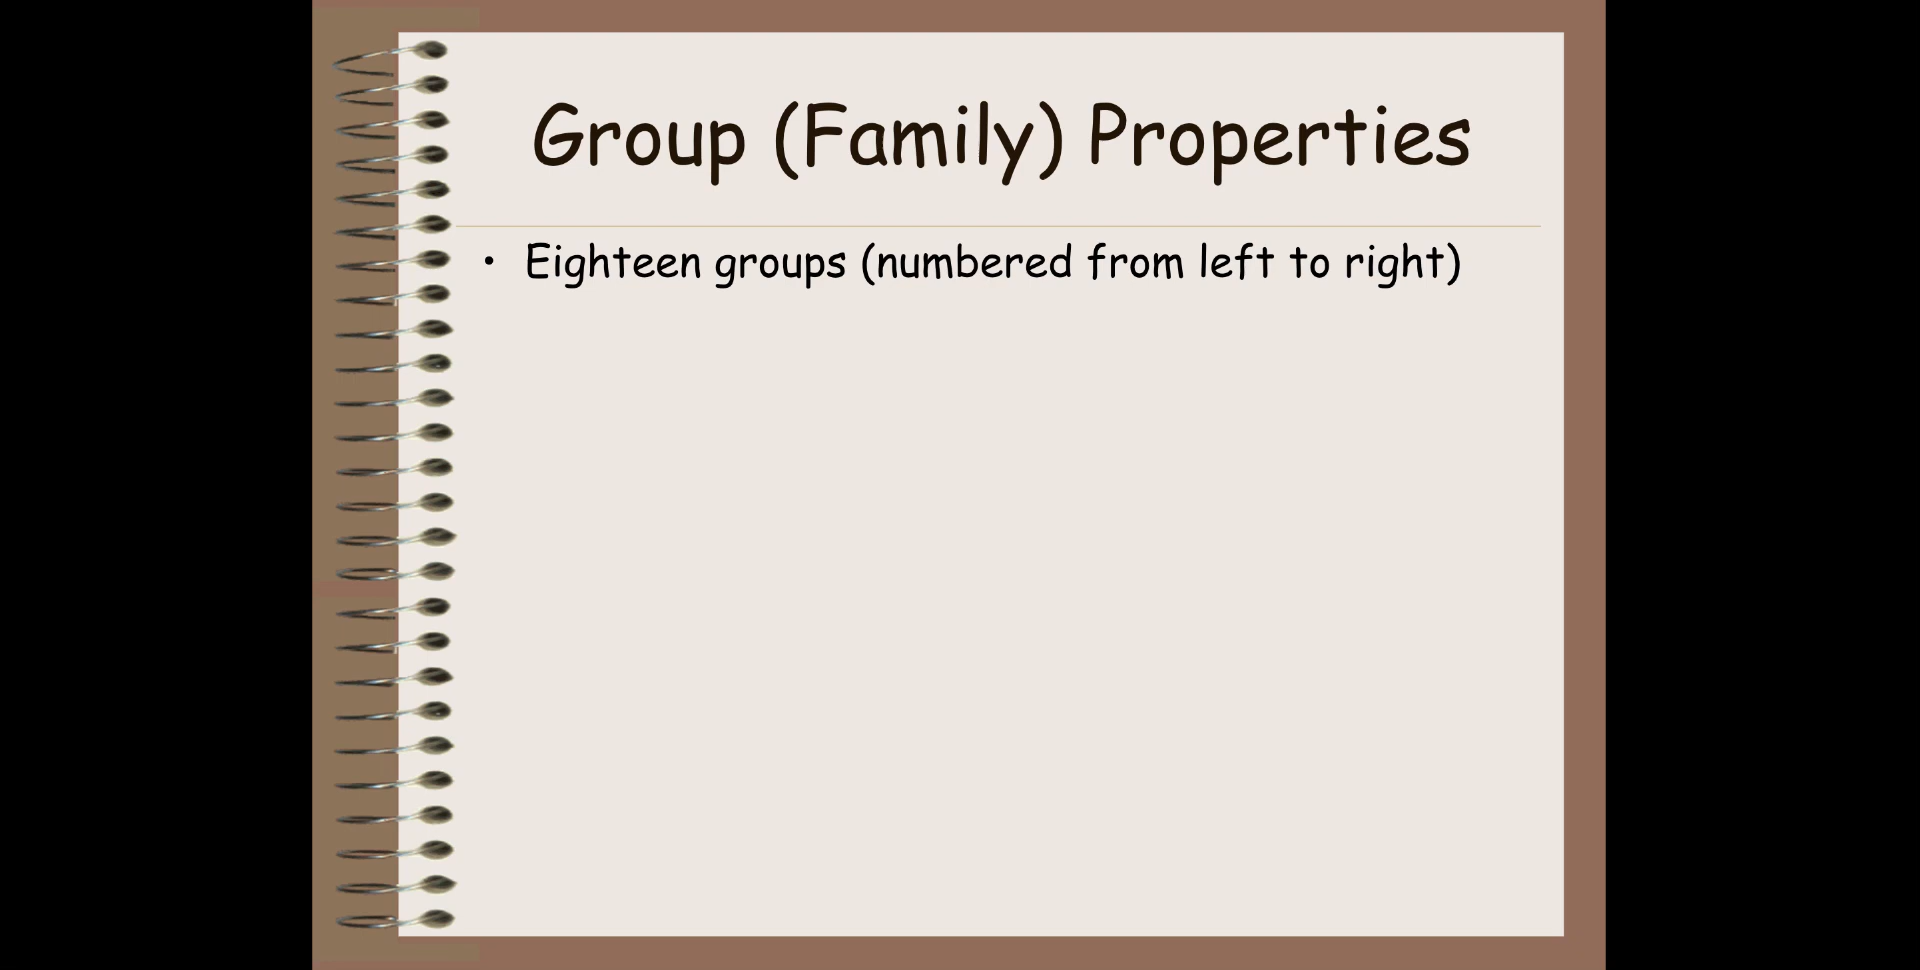 Group (Family) Properties
• Eighteen groups (numbered from left to right)